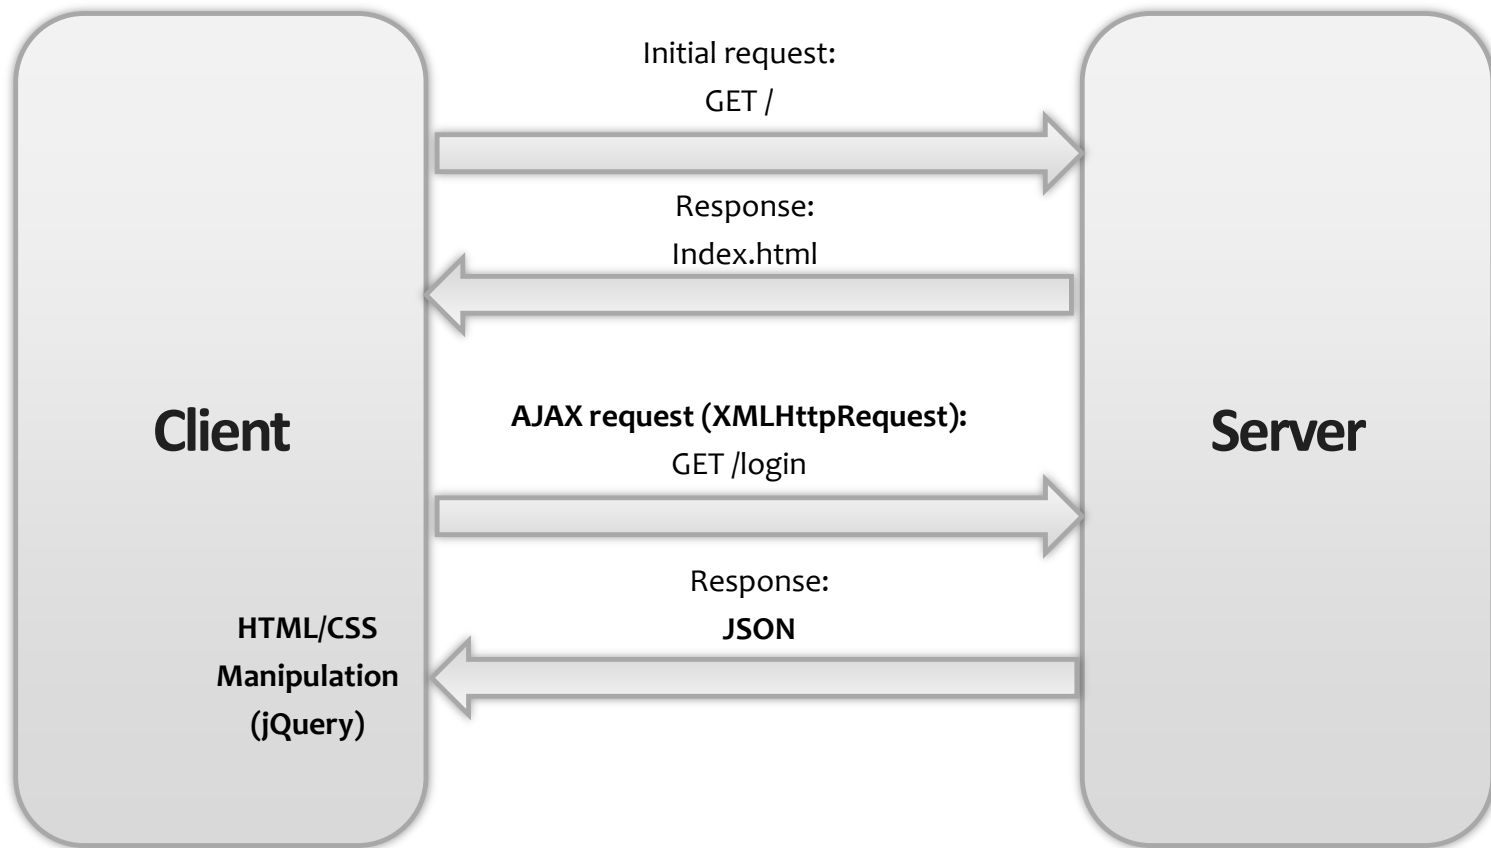 Initial request:
GET /
Response:
Index.html
Client
AJAX request (XMLHttpRequest):
GET /login
Server
Response:
JSON
HTML/CSS
Manipulation
(jQuery)